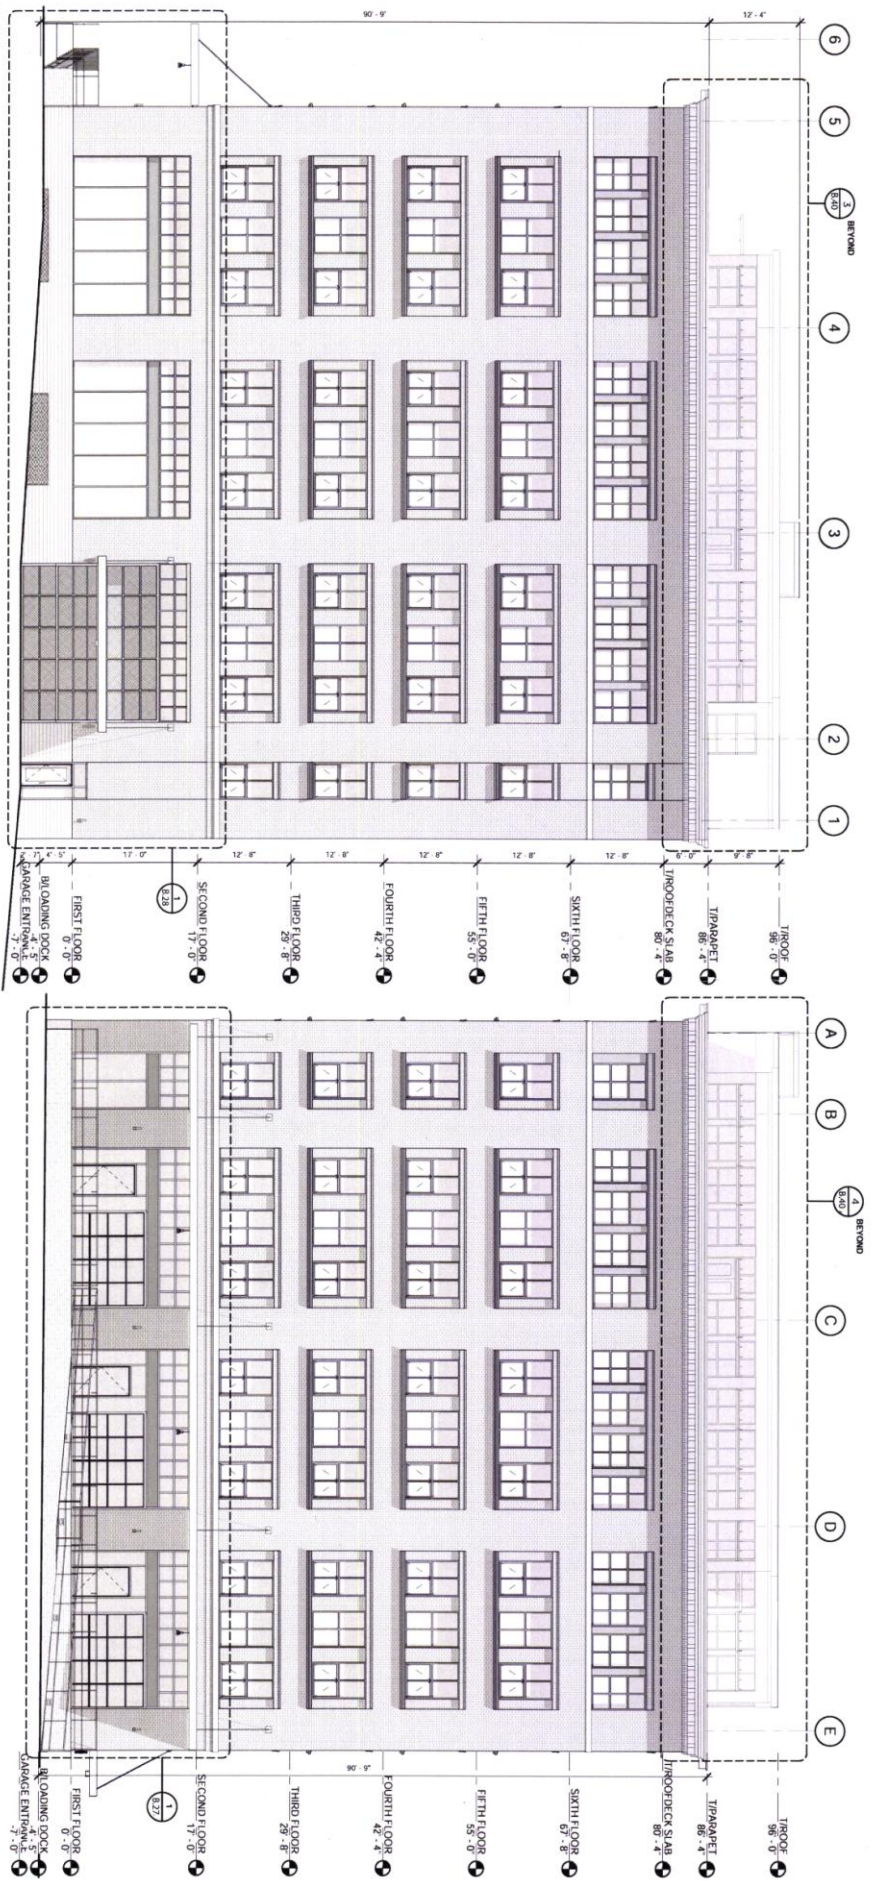 6
5
4
3
2
1
3
B.40
BEYOND
12' - 4"
90' - 9"
9' - 8"
6' - 0"
12' - 8"
12' - 8"
12' - 8"
12' - 8"
12' - 8"
17' - 0"
4' - 5"
2' - 7"
T/ROOF
96' - 0"
T/PARAPET
86' - 4"
T/ROOFDECK SLAB
80' - 4"
SIXTH FLOOR
67' - 8"
FIFTH FLOOR
55' - 0"
FOURTH FLOOR
42' - 4"
THIRD FLOOR
29' - 8"
SECOND FLOOR
17' - 0"
FIRST FLOOR
0' - 0"
B/LOADING DOCK
-4' - 5"
GARAGE ENTRANCE
-7' - 0"
1
B.28
A
B
C
D
E
4
B.40
BEYOND
90' - 9"
T/ROOF
96' - 0"
T/PARAPET
86' - 4"
T/ROOFDECK SLAB
80' - 4"
SIXTH FLOOR
67' - 8"
FIFTH FLOOR
55' - 0"
FOURTH FLOOR
42' - 4"
THIRD FLOOR
29' - 8"
SECOND FLOOR
17' - 0"
FIRST FLOOR
0' - 0"
B/LOADING DOCK
-4' - 5"
GARAGE ENTRANCE
-7' - 0"
1
B.27